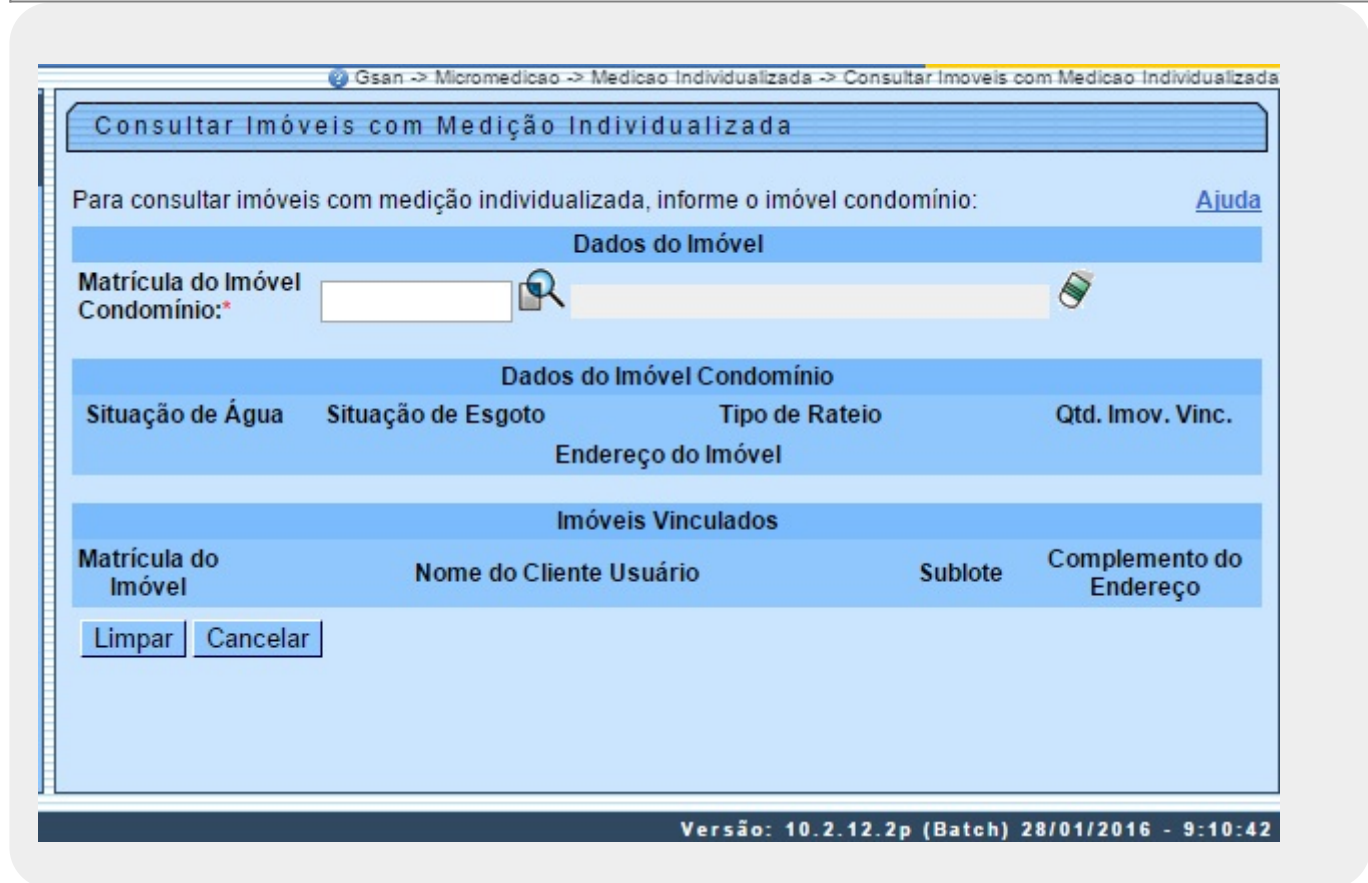 Gsan -> Micromedicao -> Medicao Individualizada -> Consultar Imoveis com Medicao Individualizada
Consultar Imóveis com Medição Individualizada
Para consultar imóveis com medição individualizada, informe o imóvel condomínio: Ajuda
Dados do Imóvel
Matrícula do Imóvel
Condomínio:*
Dados do Imóvel Condomínio
Situação de Água Situação de Esgoto Tipo de Rateio Qtd. Imov. Vinc.
Endereço do Imóvel
Imóveis Vinculados
Matrícula do
Imóvel
Nome do Cliente Usuário
Sublote
Complemento do
Endereço
Limpar Cancelar
Versão: 10.2.12.2p (Batch) 28/01/2016 - 9:10:42